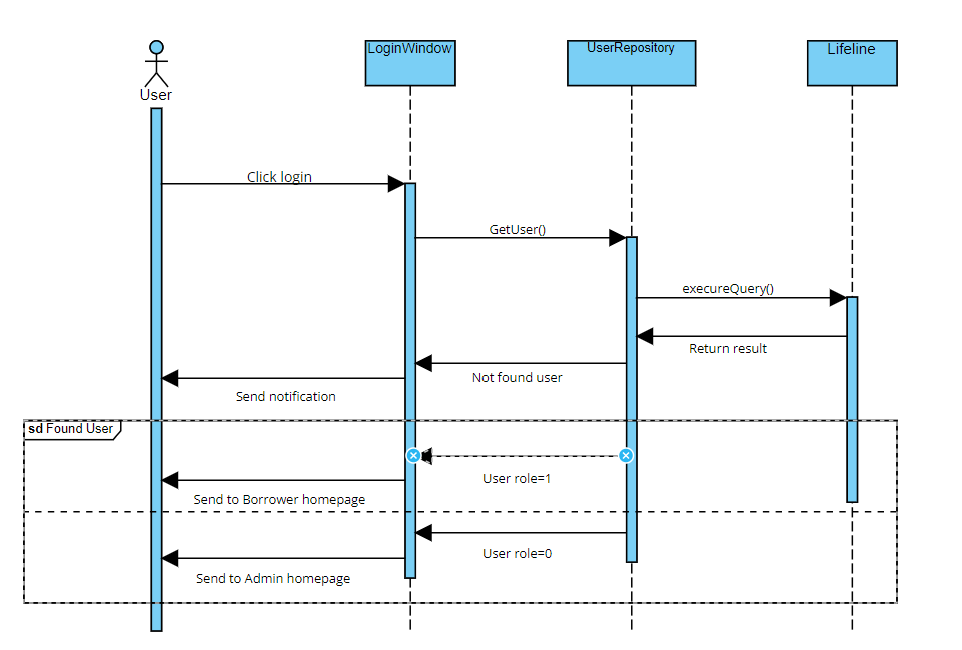 LoginWindow
UserRepository
Lifeline
User
Click login
GetUser()
execureQuery()
Return result
Not found user
Send notification
sd Found User
User role=1
Send to Borrower homepage
User role=0
Send to Admin homepage